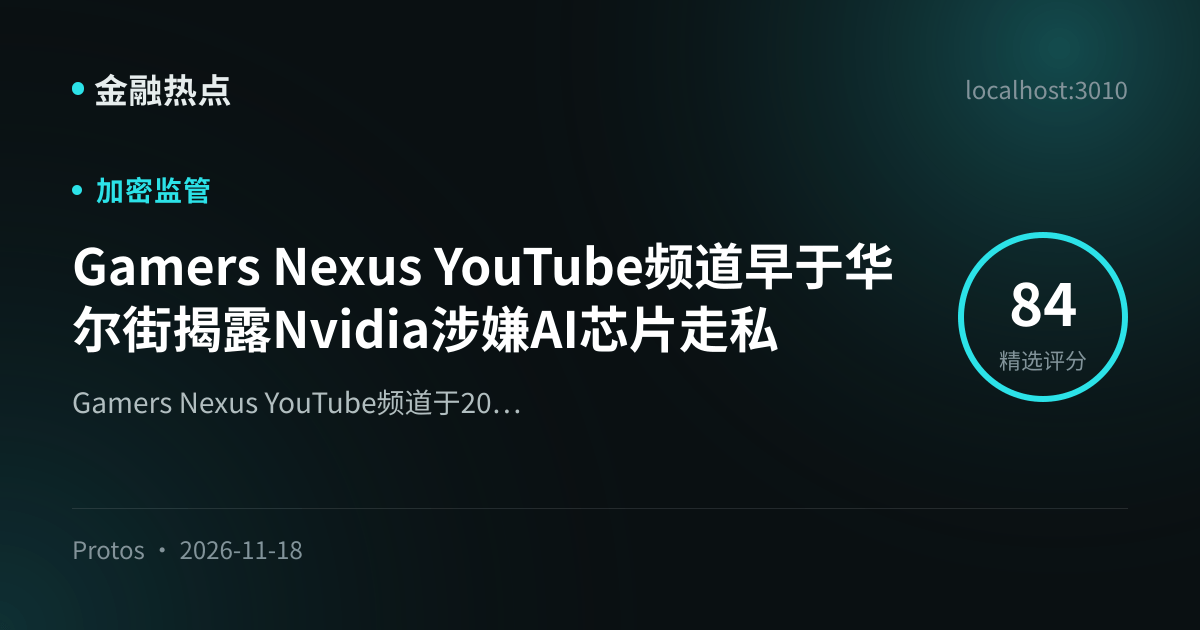 金融热点
localhost:3010
加密监管
Gamers Nexus YouTube频道早于华
尔街揭露Nvidia涉嫌AI芯片走私
84
精选评分
Gamers Nexus YouTube频道于20…
Protos · 2026-11-18